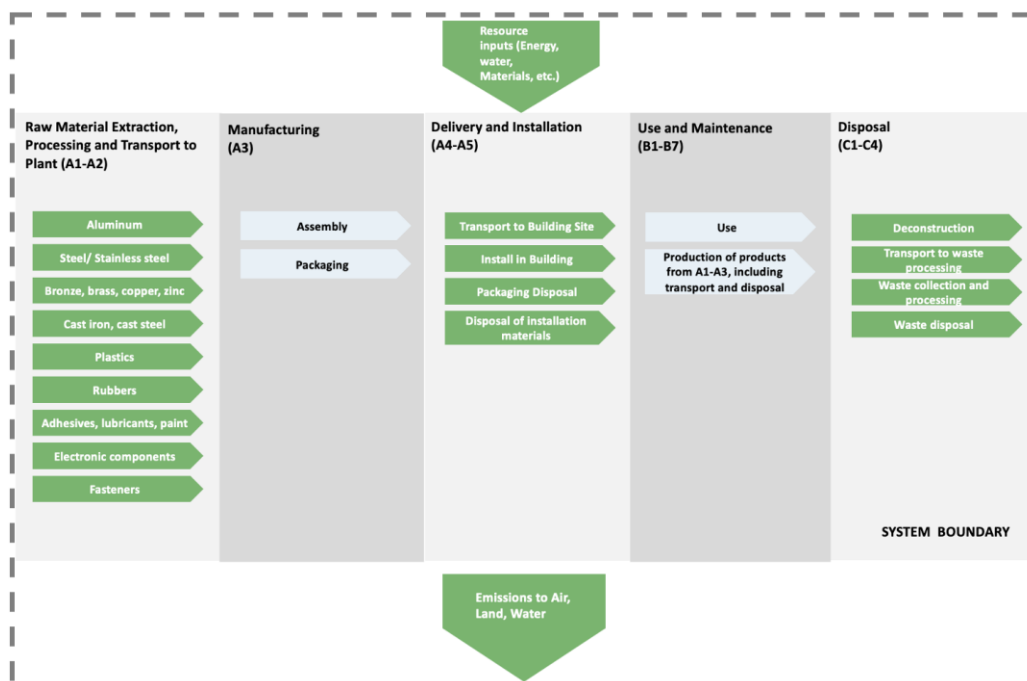 Resource
inputs (Energy,
water,
Materials, etc.)
Raw Material Extraction,
Processing and Transport to
Plant (A1-A2)
Aluminum
Steel/ Stainless steel
Bronze, brass, copper, zinc
Cast iron, cast steel
Plastics
Rubbers
Adhesives, lubricants, paint
Electronic components
Fasteners
Manufacturing
(A3)
Assembly
Packaging
Delivery and Installation
(A4-A5)
Transport to Building Site
Install in Building
Packaging Disposal
Disposal of installation
materials
Use and Maintenance
(B1-B7)
Use
Production of products
from A1-A3, including
transport and disposal
Disposal
(C1-C4)
Deconstruction
Transport to waste
processing
Waste collection and
processing
Waste disposal
SYSTEM BOUNDARY
Emissions to Air,
Land, Water